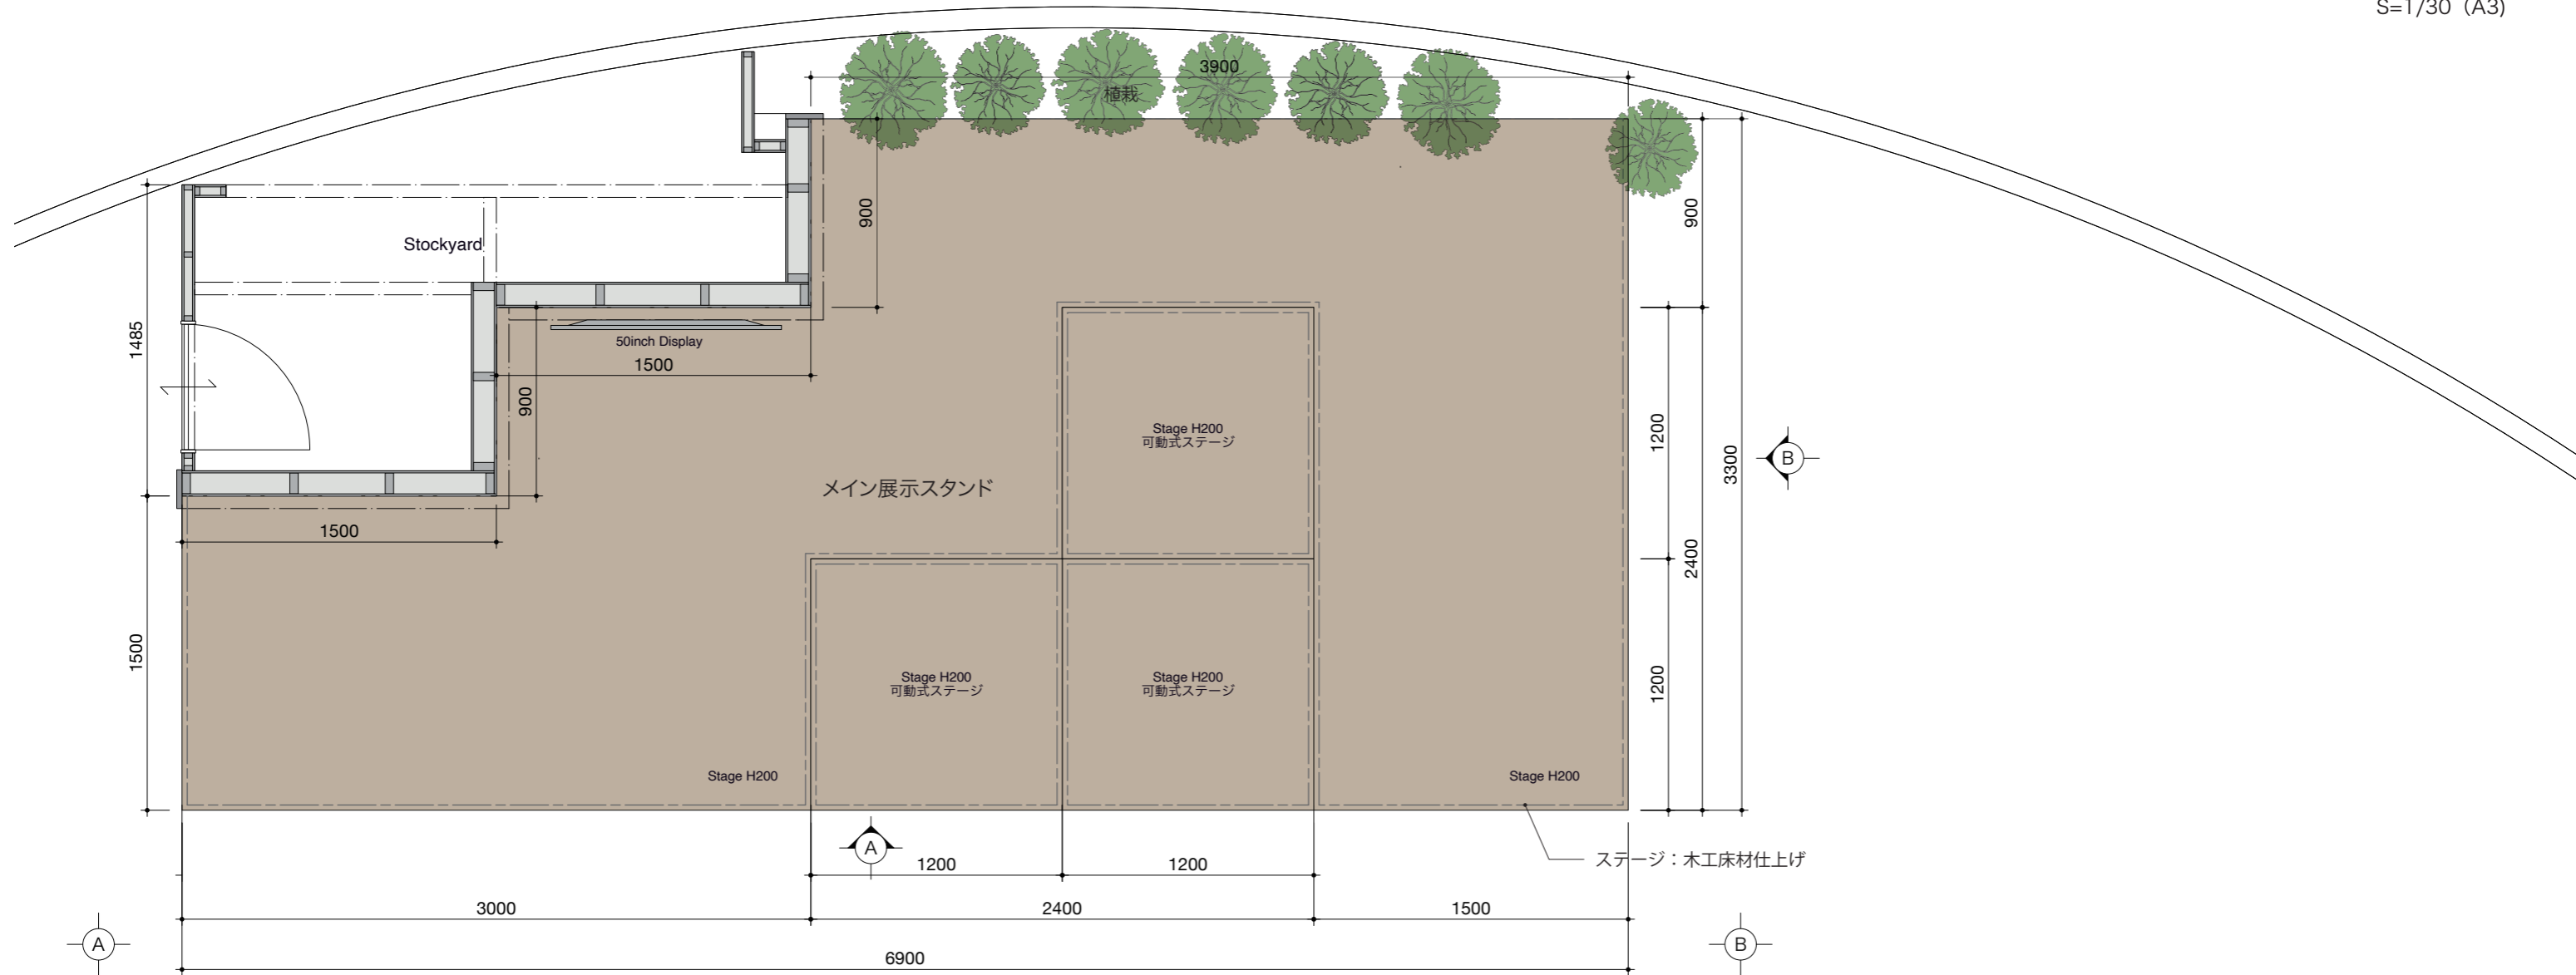 S=1/30（A3）
3900
植栽
900
900
Stockyard
1485
50inch Display
1500
900
1200
3300
Stage H200
可動式ステージ
B
メイン展示スタンド
1500
2400
1500
1200
Stage H200
可動式ステージ
Stage H200
可動式ステージ
Stage H200
Stage H200
A
1200
1200
ステージ：木工床材仕上げ
3000
2400
1500
A
B
6900